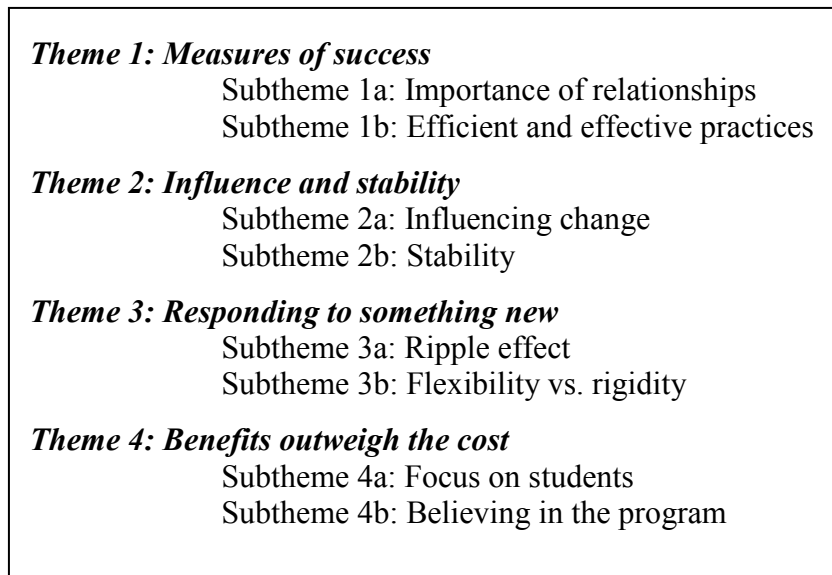 Theme 1: Measures of success
Subtheme 1a: Importance of relationships
Subtheme 1b: Efficient and effective practices
Theme 2: Influence and stability
Subtheme 2a: Influencing change
Subtheme 2b: Stability
Theme 3: Responding to something new
Subtheme 3a: Ripple effect
Subtheme 3b: Flexibility vs. rigidity
Theme 4: Benefits outweigh the cost
Subtheme 4a: Focus on students
Subtheme 4b: Believing in the program